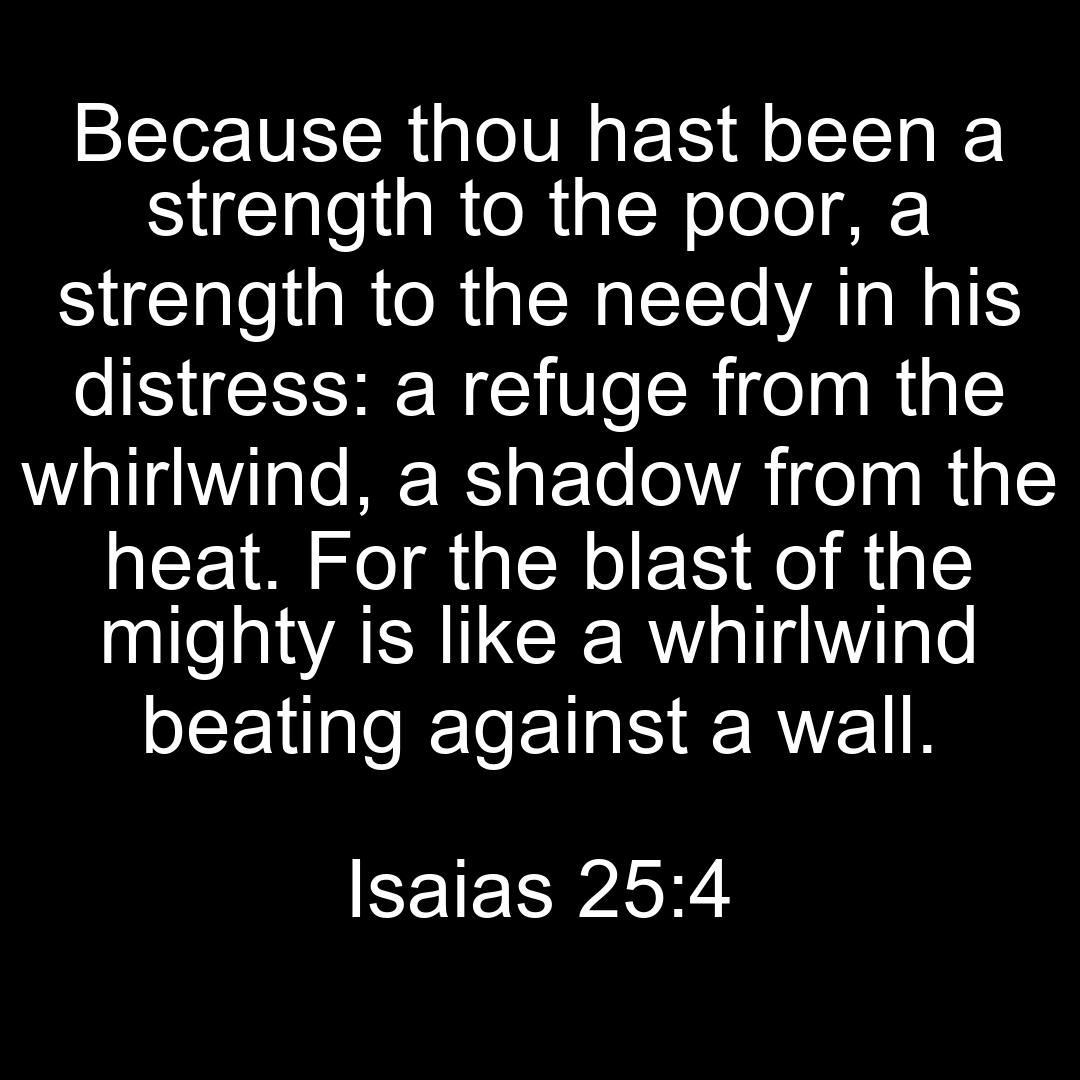 Because thou hast been a
strength to the poor, a
strength to the needy in his
distress: a refuge from the
whirlwind, a shadow from the
heat. For the blast of the
mighty is like a whirlwind
beating against a wall.
Isaias 25:4